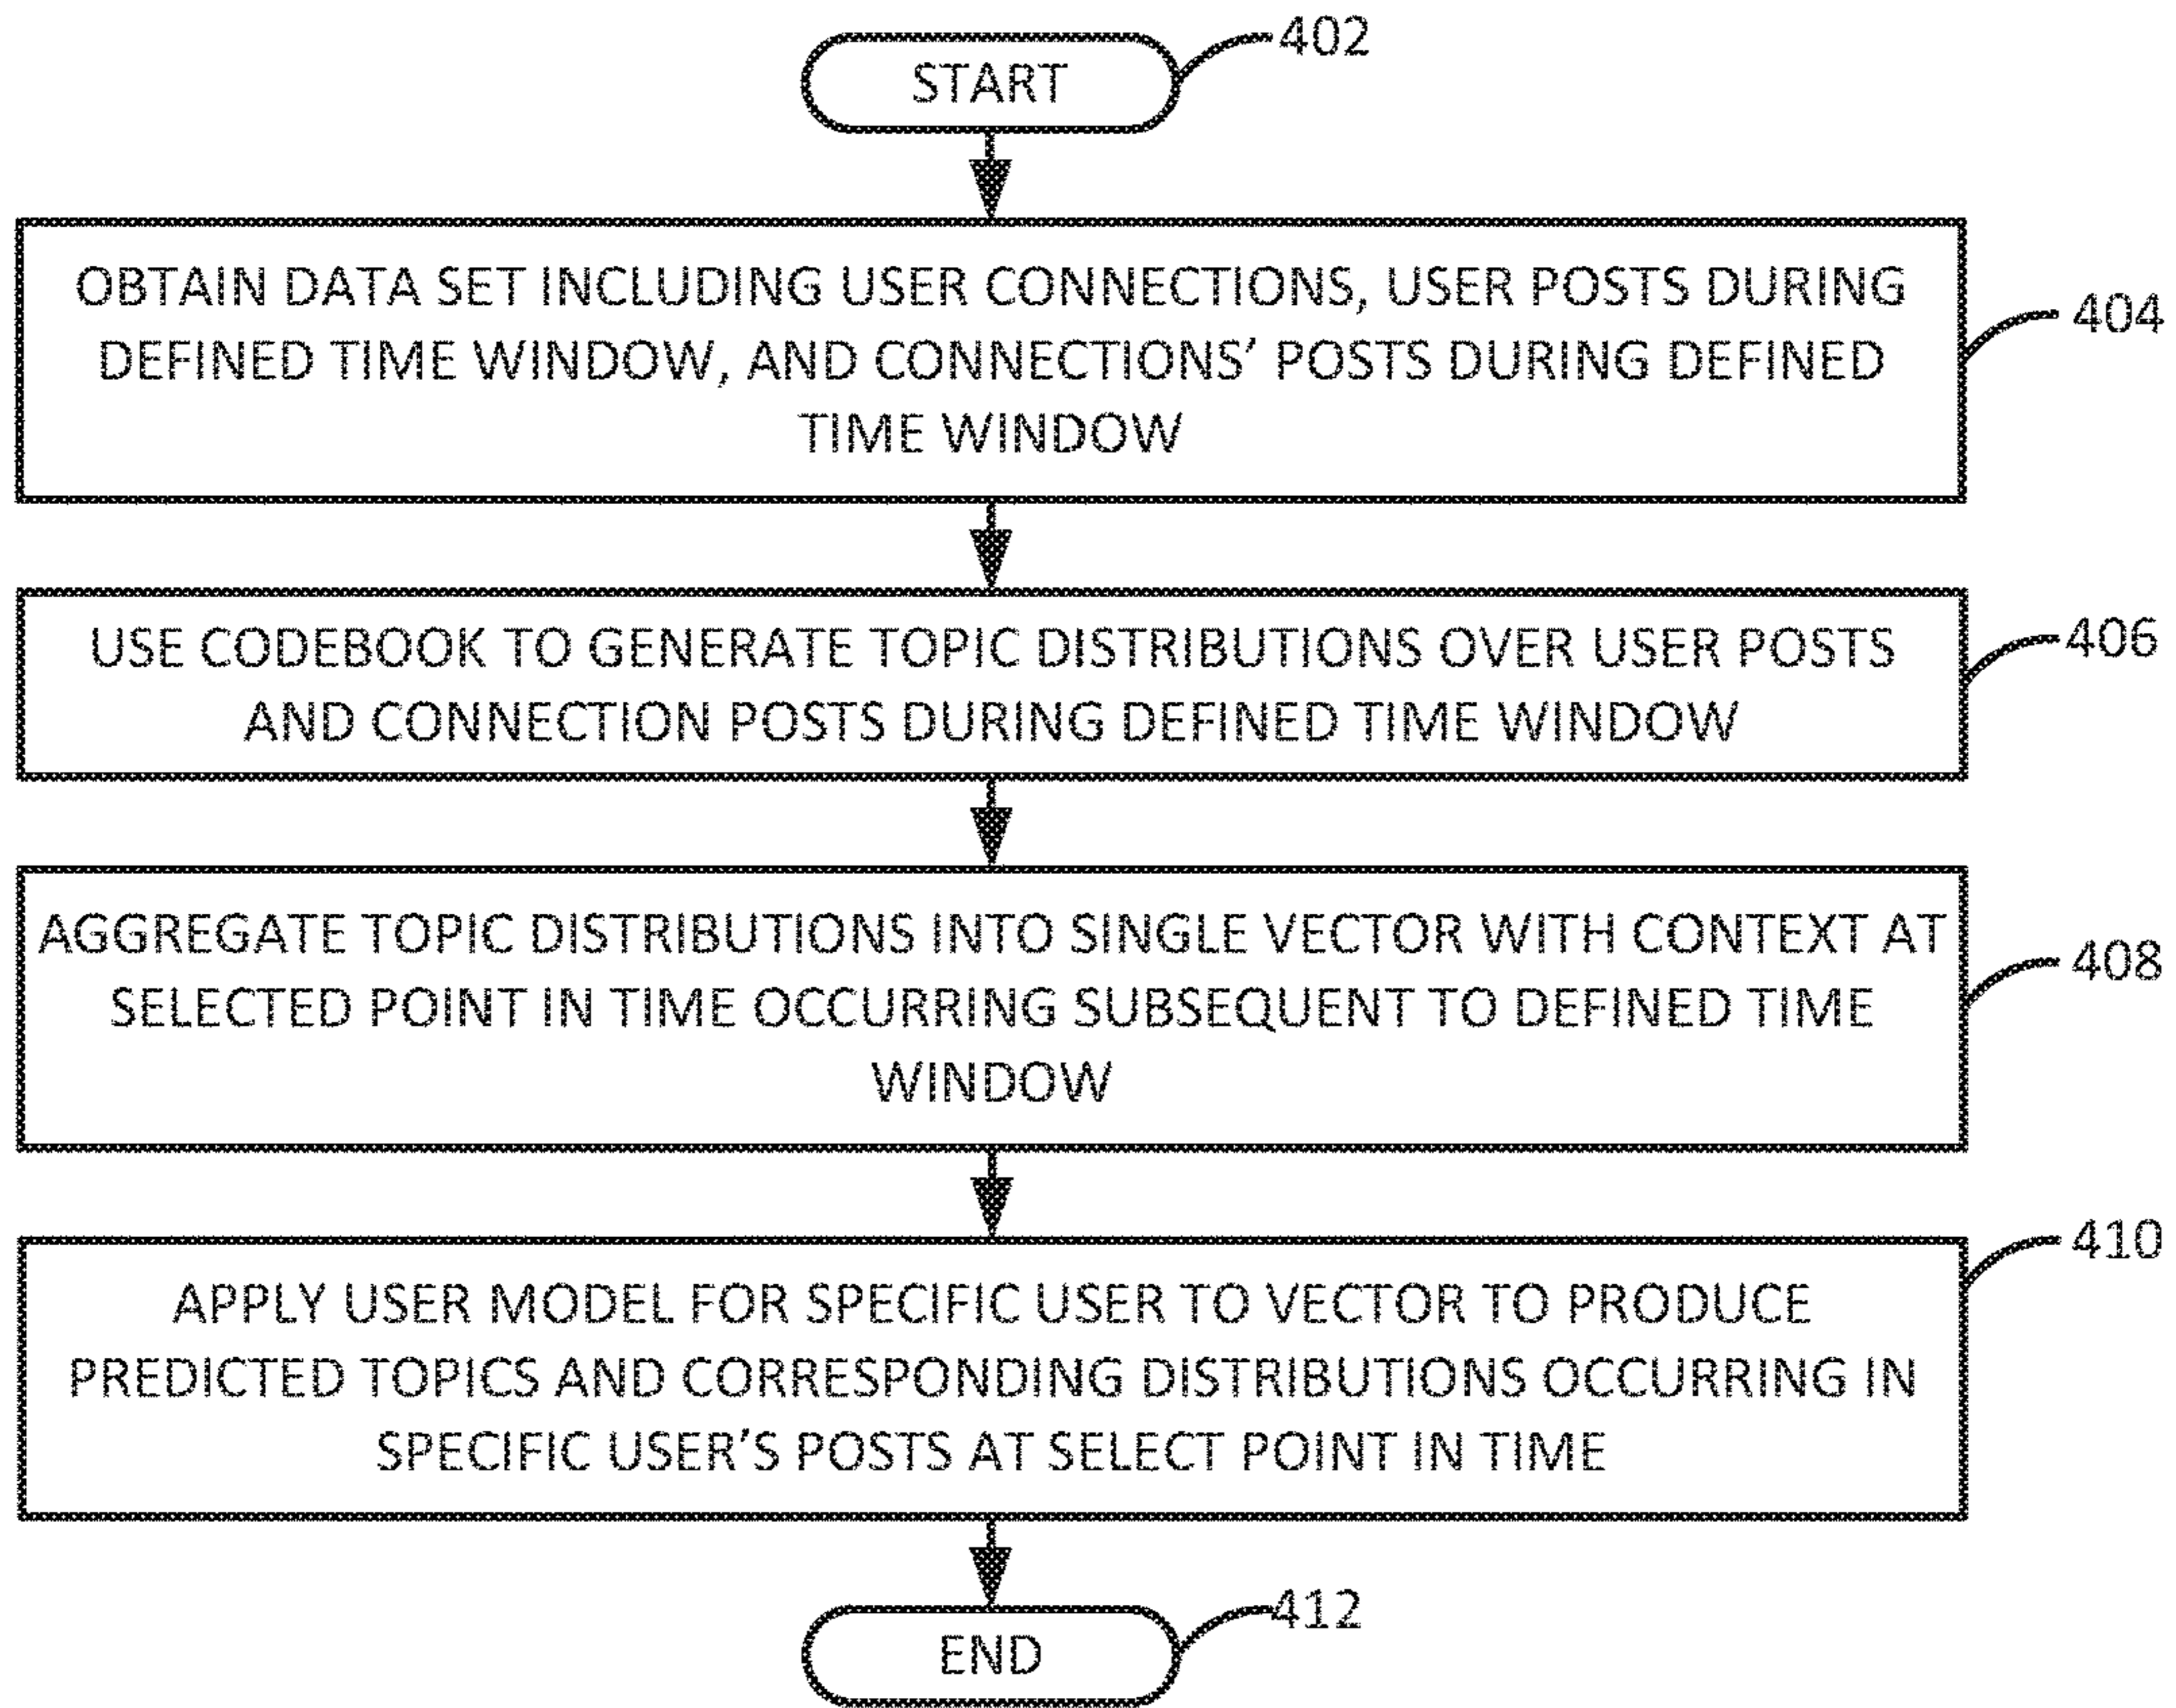 START
402
OBTAIN DATA SET INCLUDING USER CONNECTIONS, USER POSTS DURING
DEFINED TIME WINDOW, AND CONNECTIONS' POSTS DURING DEFINED
TIME WINDOW
404
USE CODEBOOK TO GENERATE TOPIC DISTRIBUTIONS OVER USER POSTS
AND CONNECTION POSTS DURING DEFINED TIME WINDOW
406
AGGREGATE TOPIC DISTRIBUTIONS INTO SINGLE VECTOR WITH CONTEXT AT
SELECTED POINT IN TIME OCCURRING SUBSEQUENT TO DEFINED TIME
WINDOW
408
APPLY USER MODEL FOR SPECIFIC USER TO VECTOR TO PRODUCE
PREDICTED TOPICS AND CORRESPONDING DISTRIBUTIONS OCCURRING IN
SPECIFIC USER'S POSTS AT SELECT POINT IN TIME
410
END
412